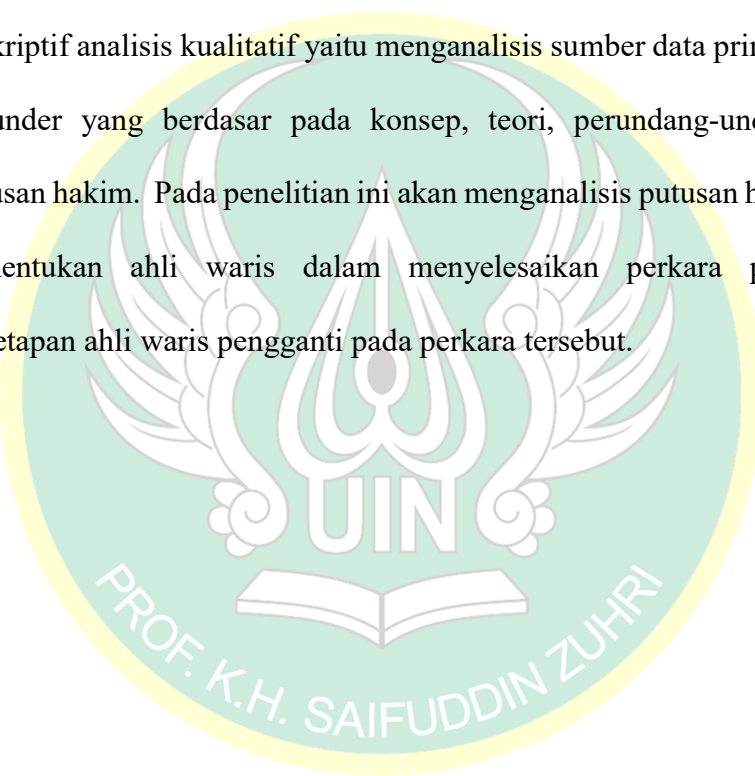 kriptif analisis kualitatif yaitu menganalisis sumber data prin
under yang berdasar pada konsep, teori, perundang-und
usan hakim. Pada penelitian ini akan menganalisis putusan h
entukan ahli waris dalam menyelesaikan perkara p
etapan ahli waris pengganti pada perkara tersebut.
UIN
PROF. K.H. SAIFUDDIN ZUHRI